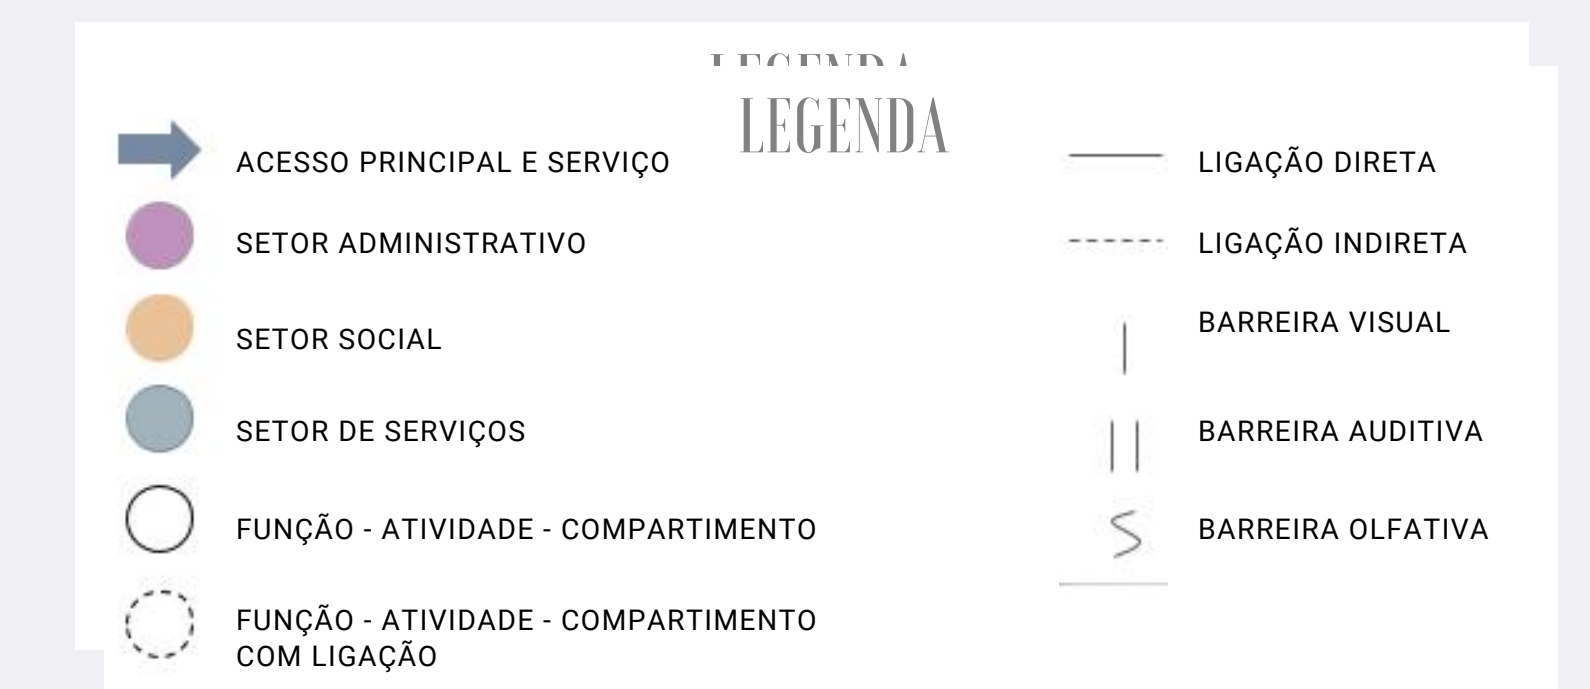 LEGENDA
LEGENDA
ACESSO PRINCIPAL E SERVIÇO
SETOR ADMINISTRATIVO
SETOR SOCIAL
SETOR DE SERVIÇOS
FUNÇÃO - ATIVIDADE - COMPARTIMENTO
FUNÇÃO - ATIVIDADE - COMPARTIMENTO
COM LIGAÇÃO
LIGAÇÃO DIRETA
LIGAÇÃO INDIRETA
BARREIRA VISUAL
BARREIRA AUDITIVA
BARREIRA OLFATIVA